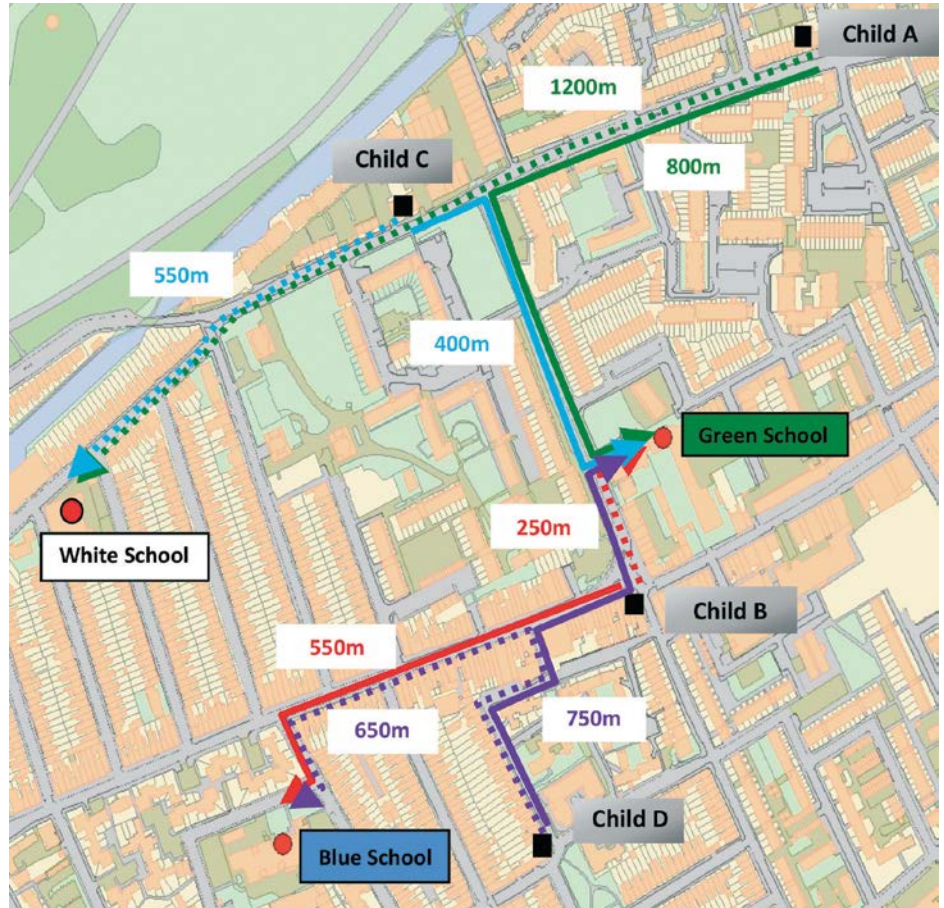 Child A
1200m
Child C
800m
550m
400m
Green School
250m
White School
Child B
550m
650m
750m
Child D
Blue School